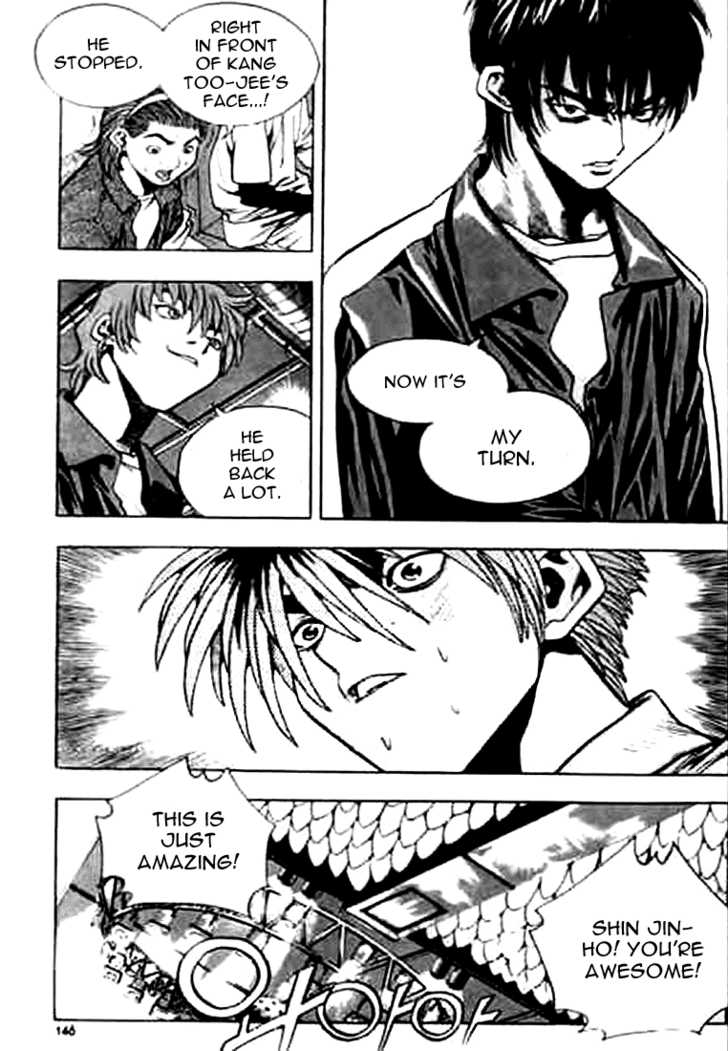 HE
STOPPED.
RIGHT
IN FRONT
OF KANG
TOO-JEE'S
FACE...!
NOW IT'S
MY
TURN.
HE
HELD
BACK
A LOT.
THIS IS
JUST
AMAZING!
SHIN JIN-
HO! YOU'RE
AWESOME!
146